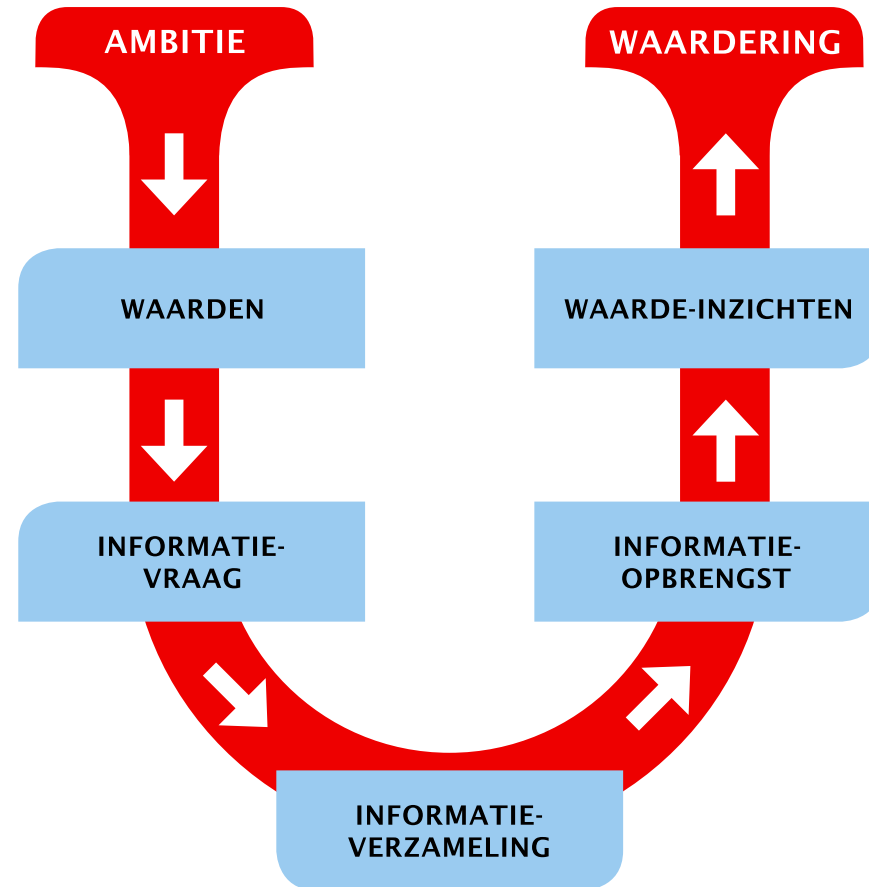 AMBITIE
WAARDERING
WAARDEN
WAARDE-INZICHTEN
INFORMATIE-
VRAAG
INFORMATIE-
OPBRENGST
INFORMATIE-
VERZAMELING